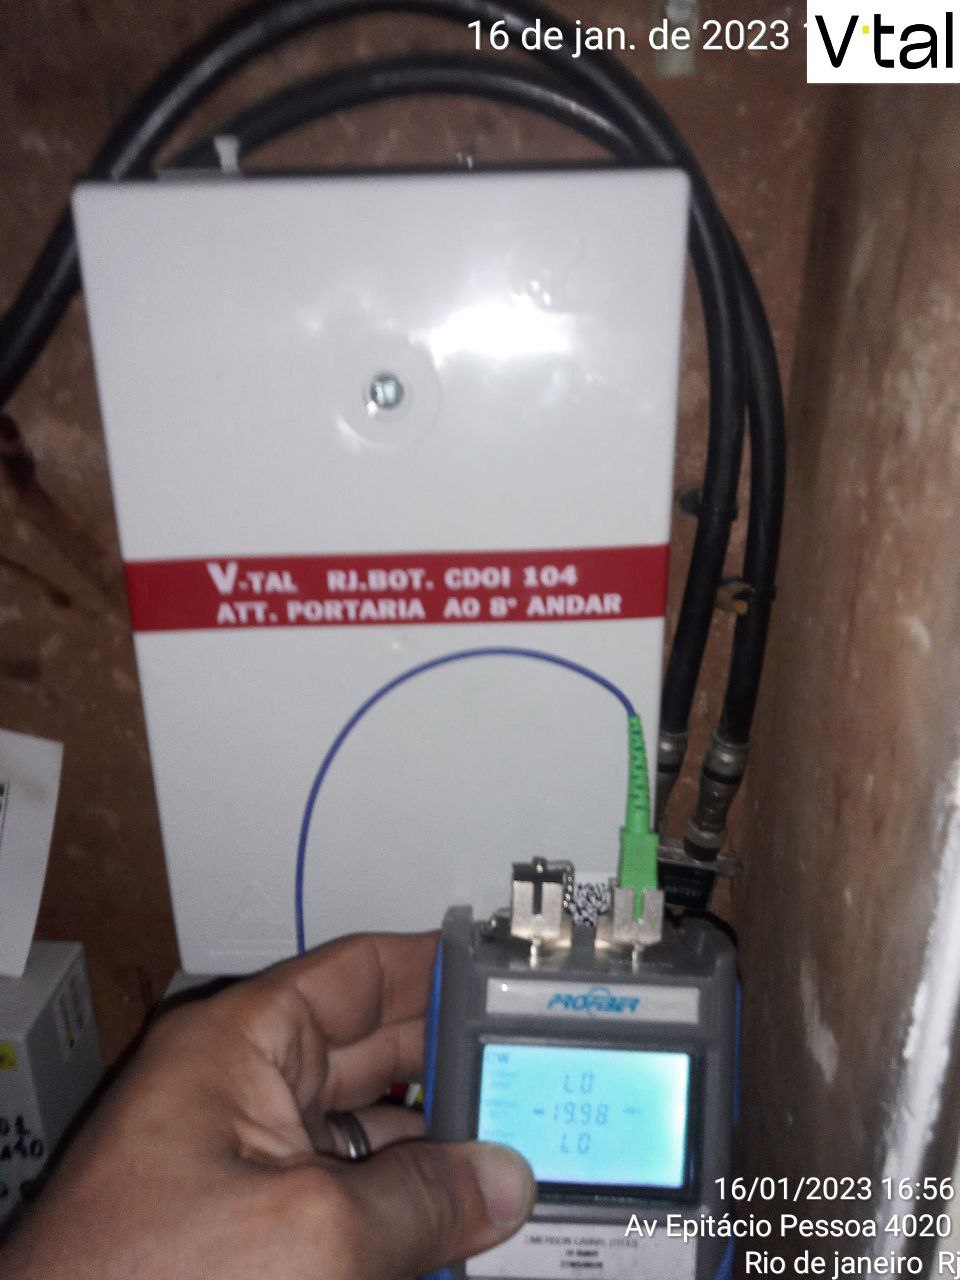 16 de jan. de 2023
V.tal
V-TAL RJ.BOT. CDOI 104
ATT. PORTARIA AO 8° ANDAR
PROFIBER
LO
-19.98
LO
16/01/2023 16:56
Av Epitácio Pessoa 4020
Rio de janeiro Rj